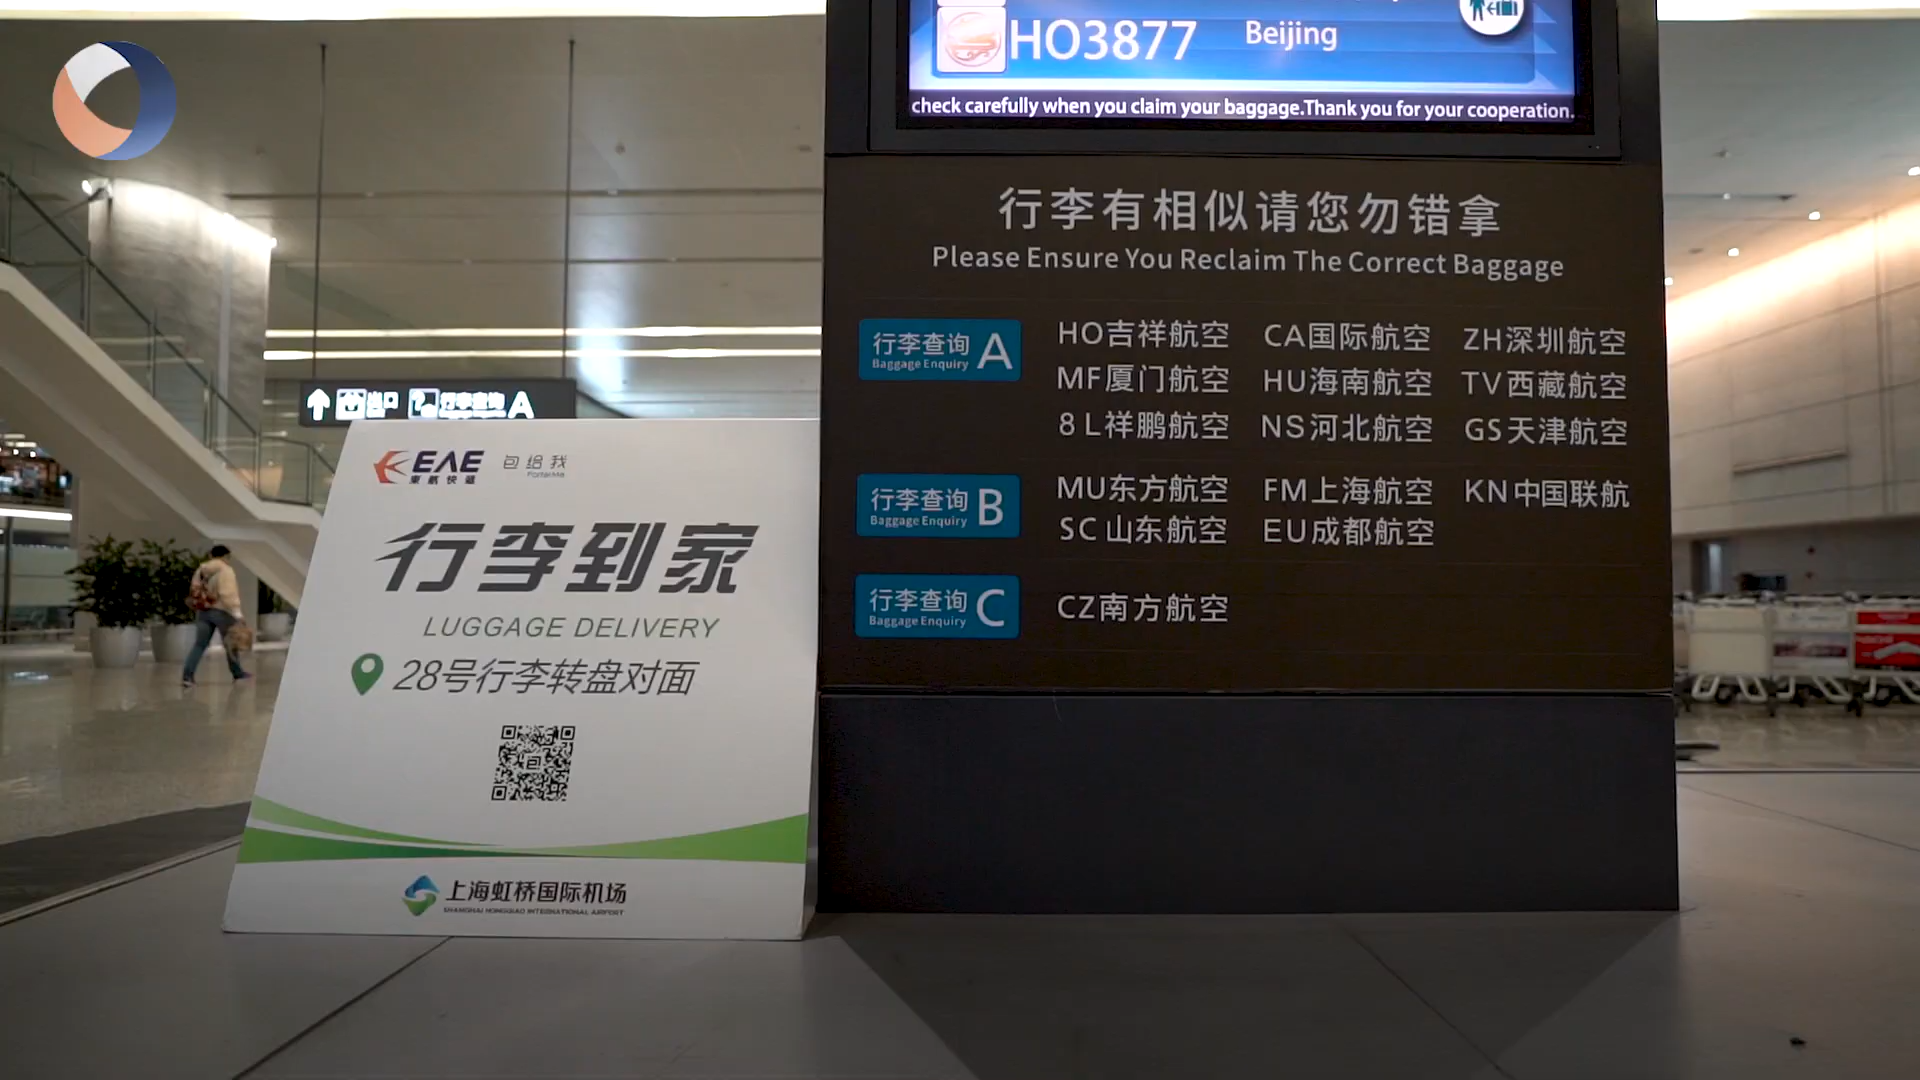 HO3877 Beijing
check carefully when you claim your baggage.Thank you for your cooperation.
行李有相似请您勿错拿
Please Ensure You Reclaim The Correct Baggage
行李查询 A
Baggage Enquiry
HO吉祥航空 CA国际航空 ZH深圳航空
MF厦门航空 HU海南航空 TV西藏航空
8L祥鹏航空 NS河北航空 GS天津航空
行李查询 B
Baggage Enquiry
MU东方航空 FM上海航空 KN中国联航
SC山东航空 EU成都航空
行李查询 C
Baggage Enquiry
CZ南方航空
出口 行李查询 A
EAE 包给我
東航快遞 PorterMe
行李到家
LUGGAGE DELIVERY
28号行李转盘对面
上海虹桥国际机场
SHANGHAI HONGQIAO INTERNATIONAL AIRPORT